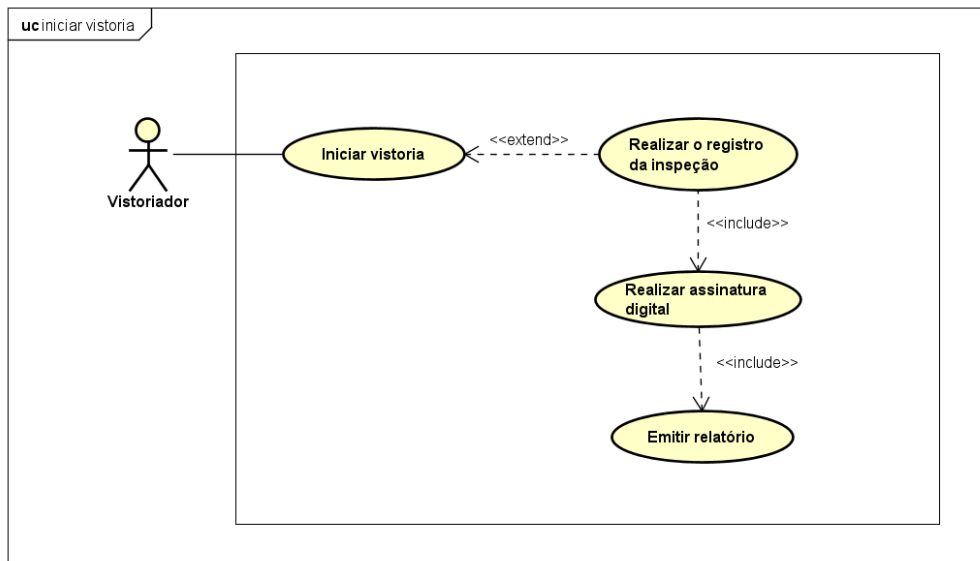 uc iniciar vistoria
Vistoriador
Iniciar vistoria
<<extend>>
Realizar o registro
da inspeção
<<include>>
Realizar assinatura
digital
<<include>>
Emitir relatório